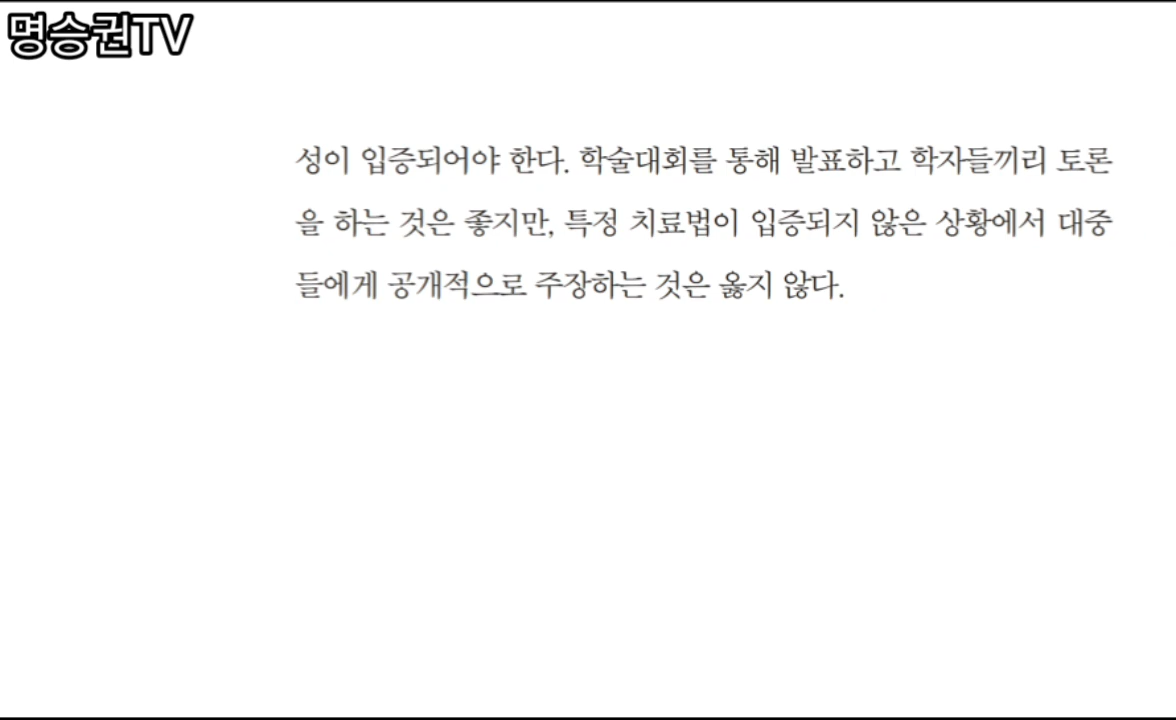 명승권TV
성이 입증되어야 한다. 학술대회를 통해 발표하고 학자들끼리 토론
을 하는 것은 좋지만, 특정 치료법이 입증되지 않은 상황에서 대중
들에게 공개적으로 주장하는 것은 옳지 않다.